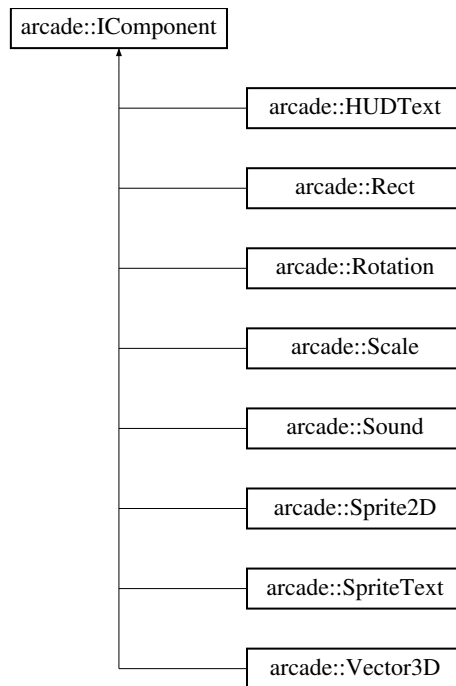 arcade::IComponent
arcade::HUDText
arcade::Rect
arcade::Rotation
arcade::Scale
arcade::Sound
arcade::Sprite2D
arcade::SpriteText
arcade::Vector3D